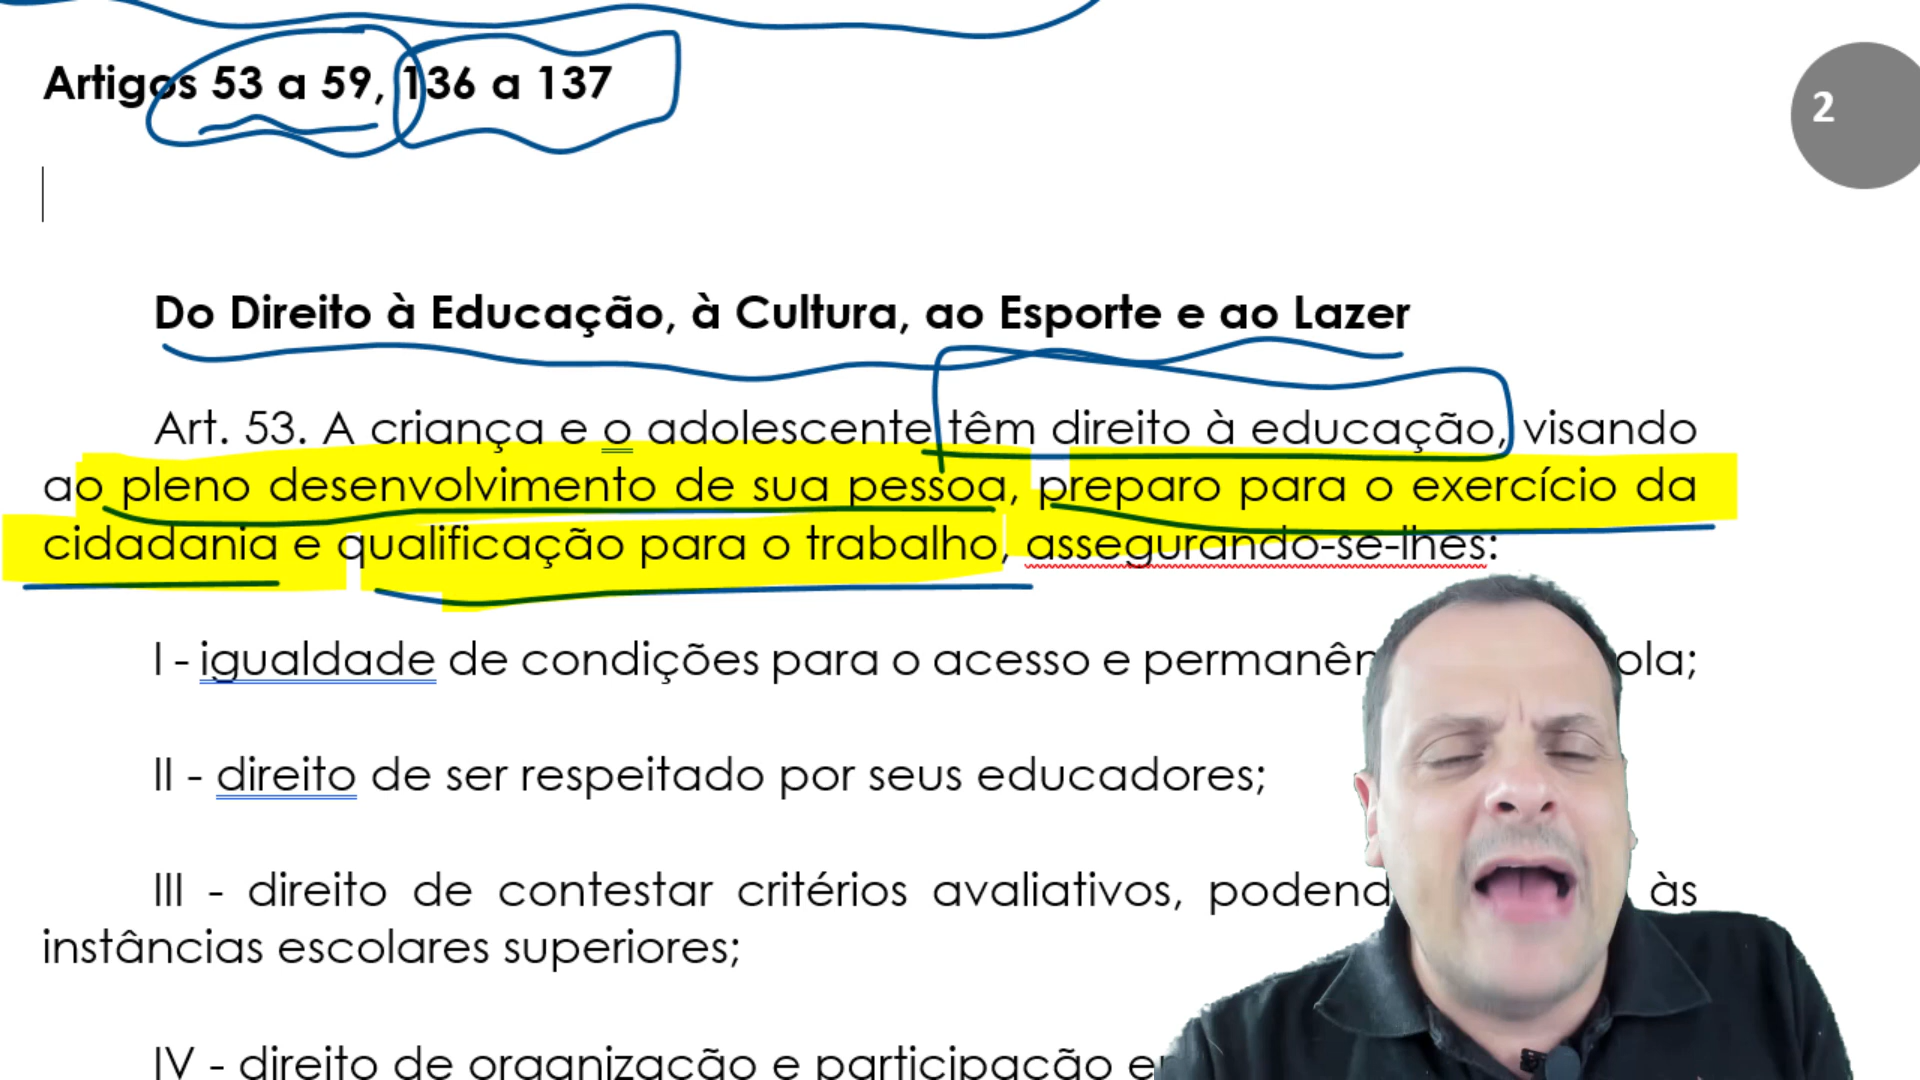 Artigos 53 a 59, 136 a 137
2
Do Direito à Educação, à Cultura, ao Esporte e ao Lazer
Art. 53. A criança e o adolescente têm direito à educação, visando
ao pleno desenvolvimento de sua pessoa, preparo para o exercício da
cidadania e qualificação para o trabalho, assegurando-se-lhes:
I - igualdade de condições para o acesso e
II - direito de ser respeitado por seus educadores;
III - direito de contestar critérios avaliativos, às
instâncias escolares superiores;
IV - direito de organização e participação